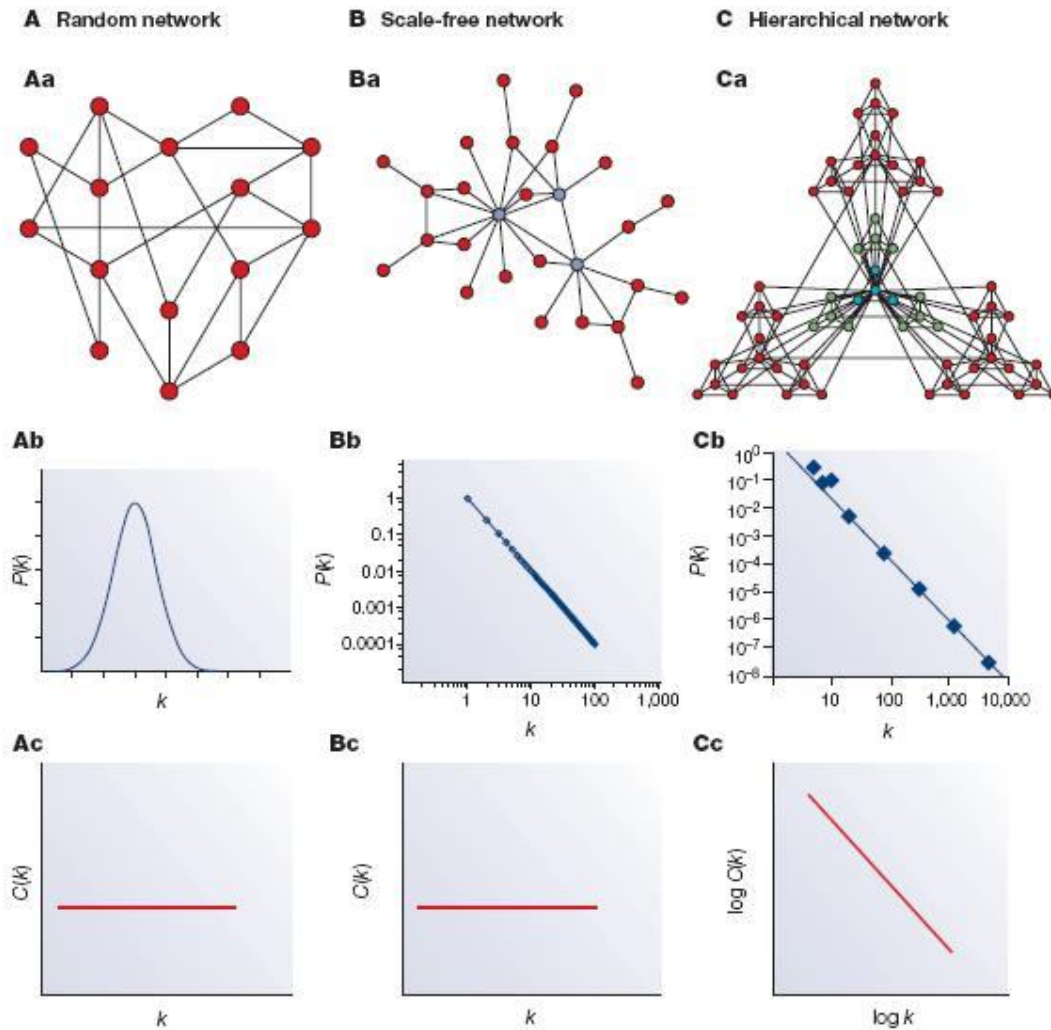 A Random network
B Scale-free network
C Hierarchical network
Aa
Ba
Ca
Ab
P(k)
k
Bb
1
0.1
0.01
0.001
0.0001
P(k)
1 10 100 1,000
k
Cb
10⁰
10⁻¹
10⁻²
10⁻³
10⁻⁴
10⁻⁵
10⁻⁶
10⁻⁷
10⁻⁸
P(k)
10 1,000 10,000
k
Ac
C(k)
k
Bc
C(k)
k
Cc
log C(k)
log k